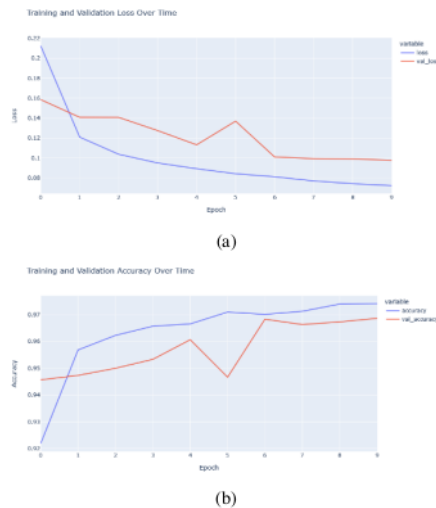 Training and Validation Loss Over Time
variable
loss
val_loss
0.22
0.2
0.18
0.16
0.14
0.12
0.1
0.08
Loss
0 1 2 3 4 5 6 7 8 9
Epoch
(a)
Training and Validation Accuracy Over Time
variable
accuracy
val_accuracy
0.97
0.96
0.95
0.94
0.93
0.92
Accuracy
0 1 2 3 4 5 6 7 8 9
Epoch
(b)